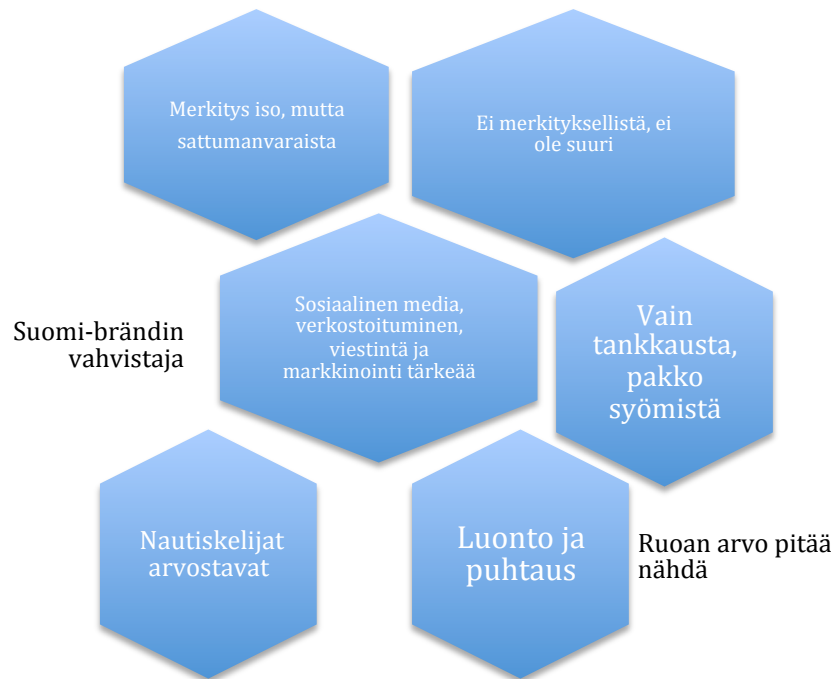 Merkitys iso, mutta
sattumanvaraista
Ei merkityksellistä, ei
ole suuri
Suomi-brändin
vahvistaja
Sosiaalinen media,
verkostoituminen,
viestintä ja
markkinointi tärkeää
Vain
tankkausta,
pakko
syömistä
Nautiskelijat
arvostavat
Luonto ja
puhtaus
Ruoan arvo pitää
nähdä